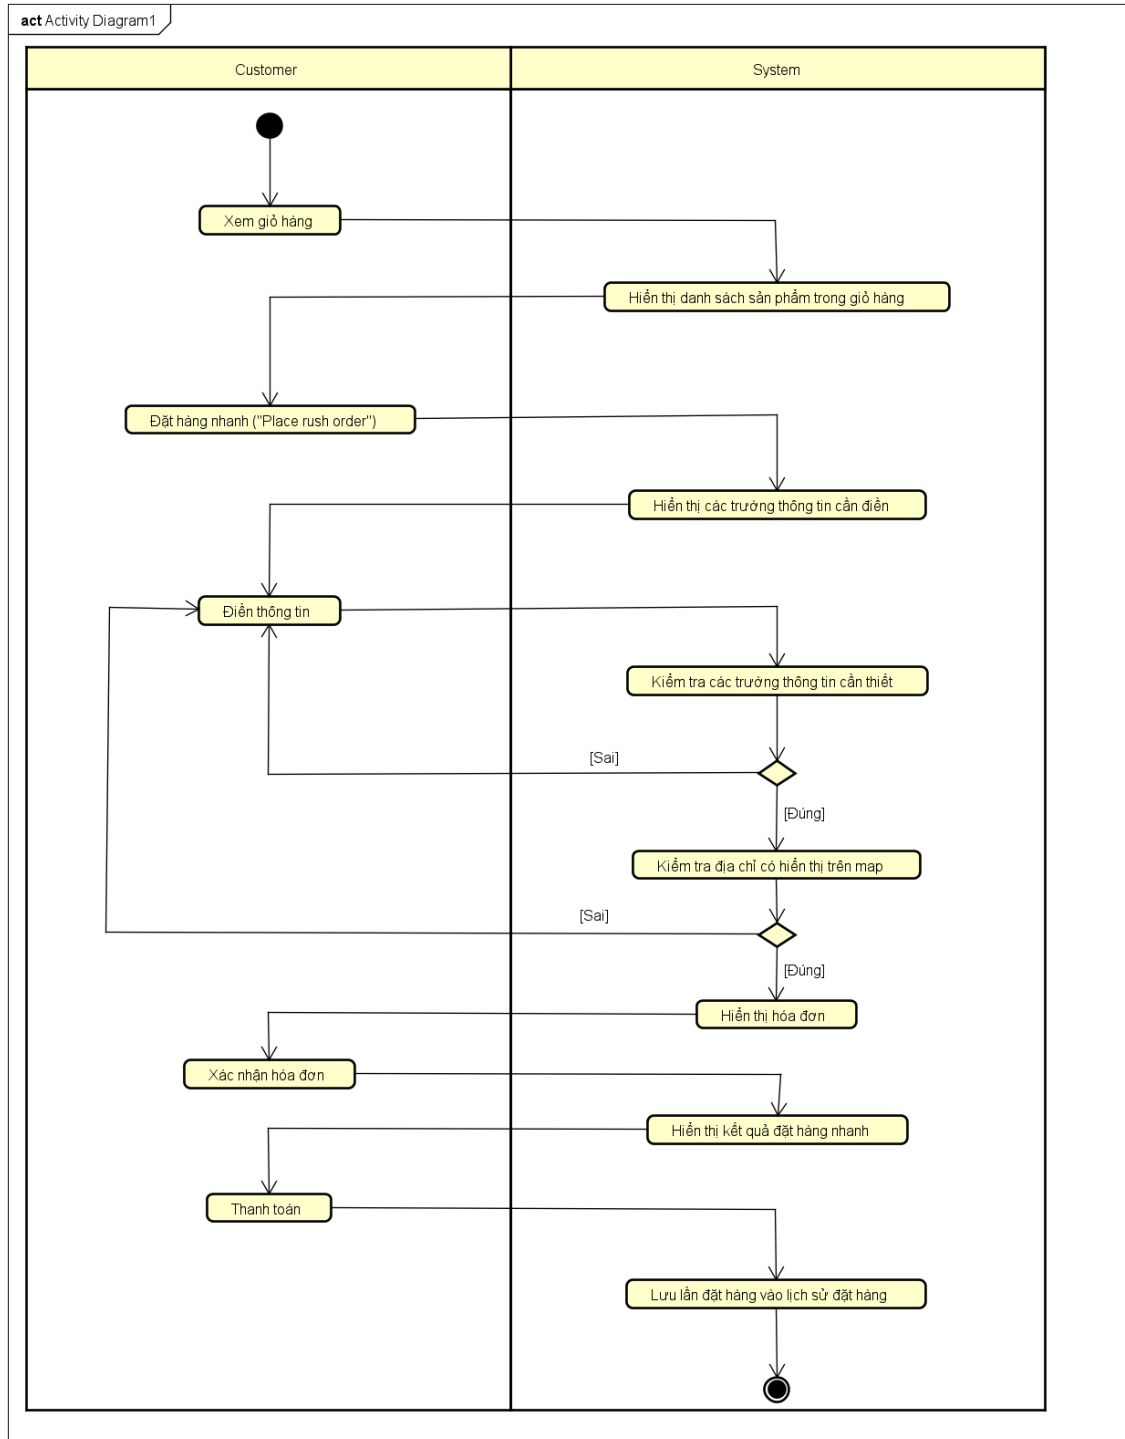 act Activity Diagram1
Customer
System
Xem giỏ hàng
Hiển thị danh sách sản phẩm trong giỏ hàng
Đặt hàng nhanh ("Place rush order")
Hiển thị các trường thông tin cần điền
Điền thông tin
Kiểm tra các trường thông tin cần thiết
[Sai]
[Đúng]
Kiểm tra địa chỉ có hiển thị trên map
[Sai]
[Đúng]
Hiển thị hóa đơn
Xác nhận hóa đơn
Hiển thị kết quả đặt hàng nhanh
Thanh toán
Lưu lần đặt hàng vào lịch sử đặt hàng